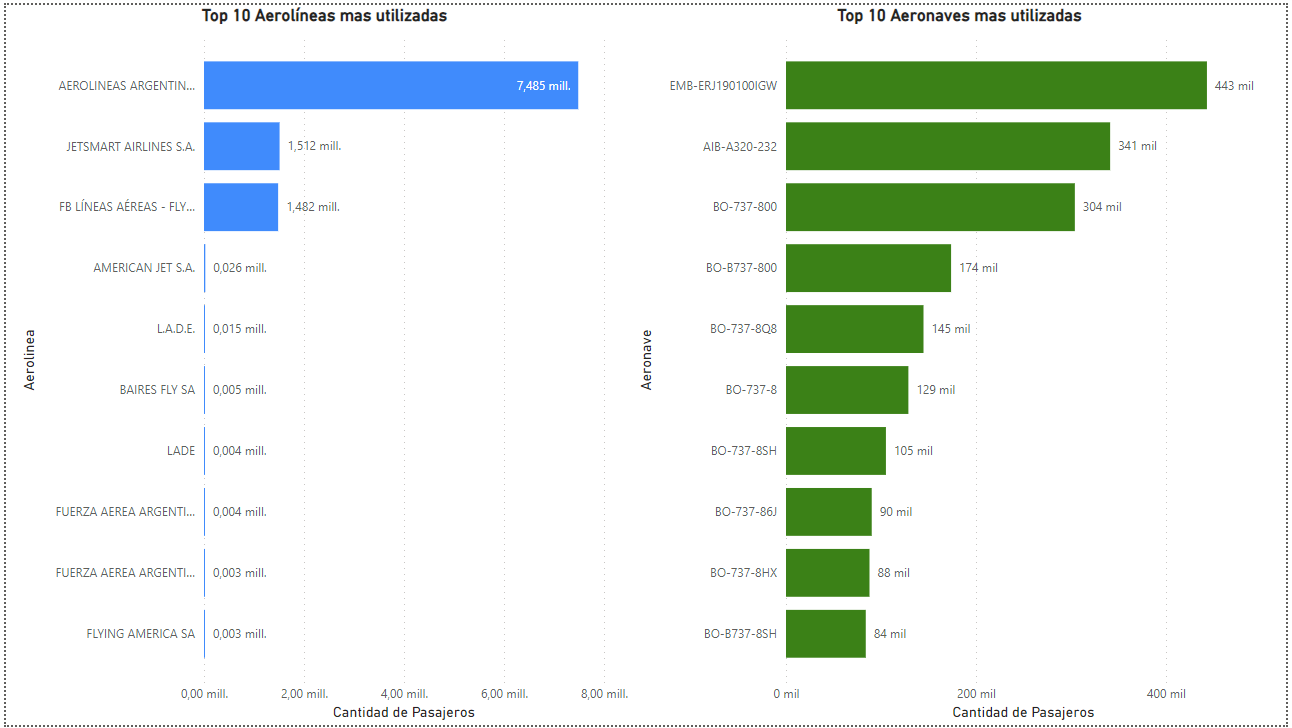 Top 10 Aerolíneas mas utilizadas
AEROLINEAS ARGENTIN...
7,485 mill.
JETSMART AIRLINES S.A.
1,512 mill.
FB LÍNEAS AÉREAS - FLY...
1,482 mill.
AMERICAN JET S.A.
0,026 mill.
L.A.D.E.
0,015 mill.
BAIRES FLY SA
0,005 mill.
LADE
0,004 mill.
FUERZA AEREA ARGENTI...
0,004 mill.
FUERZA AEREA ARGENTI...
0,003 mill.
FLYING AMERICA SA
0,003 mill.
Aerolinea
0,00 mill.
2,00 mill.
4,00 mill.
6,00 mill.
8,00 mill.
Cantidad de Pasajeros
Top 10 Aeronaves mas utilizadas
EMB-ERJ190100IGW
443 mil
AIB-A320-232
341 mil
BO-737-800
304 mil
BO-B737-800
174 mil
BO-737-8Q8
145 mil
BO-737-8
129 mil
BO-737-8SH
105 mil
BO-737-86J
90 mil
BO-737-8HX
88 mil
BO-B737-8SH
84 mil
Aeronave
0 mil
200 mil
400 mil
Cantidad de Pasajeros